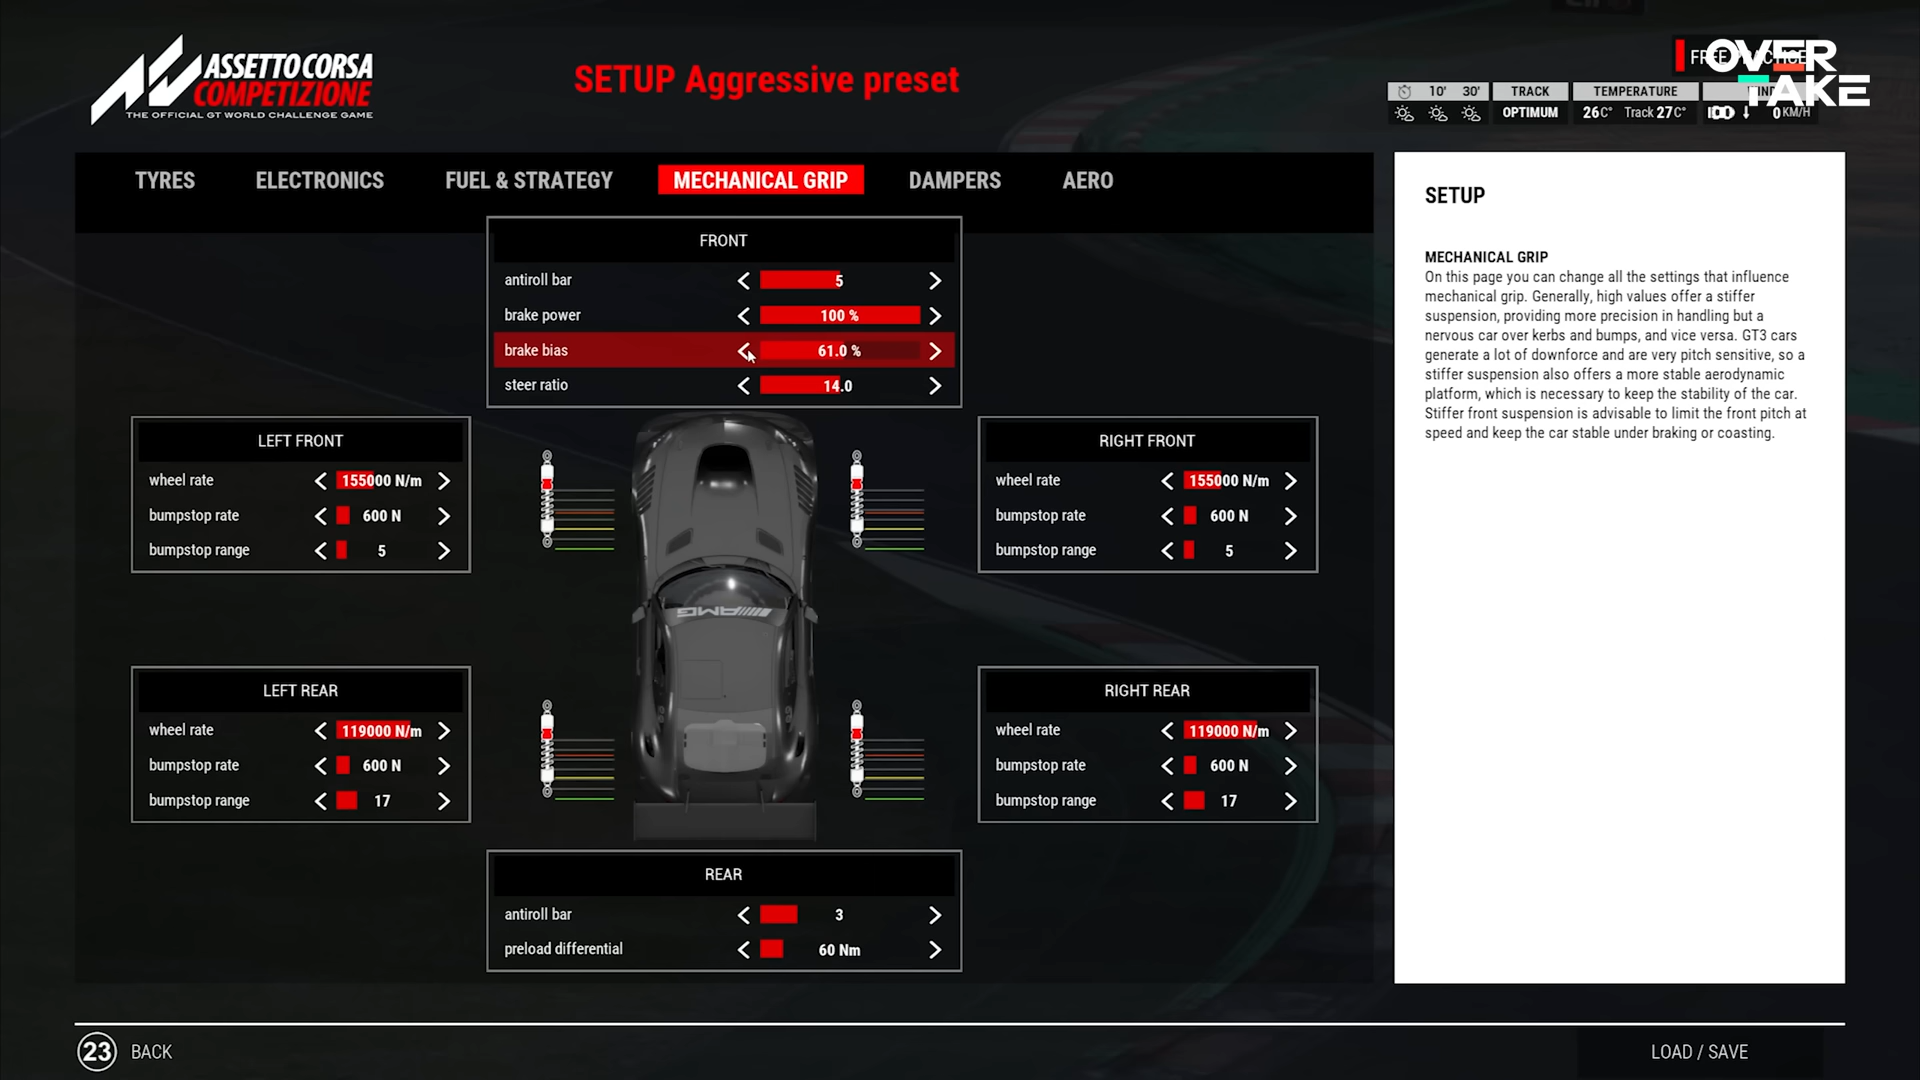 ASSETTO CORSA
COMPETIZIONE
THE OFFICIAL GT WORLD CHALLENGE GAME
SETUP Aggressive preset
OVER
TAKE
10' 30' TRACK TEMPERATURE
OPTIMUM 26C° Track 27C° 0 KM/H
TYRES ELECTRONICS FUEL & STRATEGY MECHANICAL GRIP DAMPERS AERO
FRONT
antiroll bar 5
brake power 100 %
brake bias 61.0 %
steer ratio 14.0
LEFT FRONT
wheel rate 155000 N/m
bumpstop rate 600 N
bumpstop range 5
RIGHT FRONT
wheel rate 155000 N/m
bumpstop rate 600 N
bumpstop range 5
AMG
LEFT REAR
wheel rate 119000 N/m
bumpstop rate 600 N
bumpstop range 17
RIGHT REAR
wheel rate 119000 N/m
bumpstop rate 600 N
bumpstop range 17
REAR
antiroll bar 3
preload differential 60 Nm
SETUP
MECHANICAL GRIP
On this page you can change all the settings that influence
mechanical grip. Generally, high values offer a stiffer
suspension, providing more precision in handling but a
nervous car over kerbs and bumps, and vice versa. GT3 cars
generate a lot of downforce and are very pitch sensitive, so a
stiffer suspension also offers a more stable aerodynamic
platform, which is necessary to keep the stability of the car.
Stiffer front suspension is advisable to limit the front pitch at
speed and keep the car stable under braking or coasting.
23 BACK
LOAD / SAVE